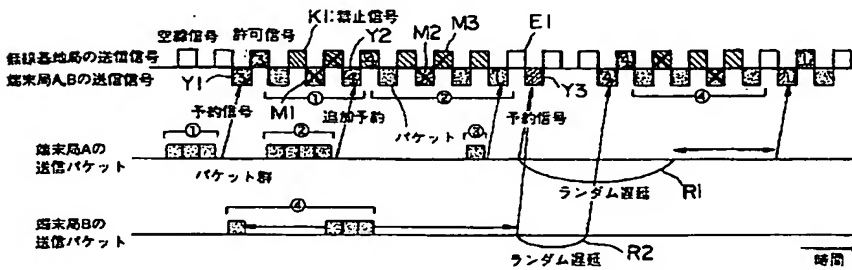 K1:禁止信号
空線信号
許可信号
Y2
M2
M3
E1
無線基地局の送信信号
端末局A,Bの送信信号
Y1
予約信号
M1
①
追加予約
パケット
②
予約信号
Y3
④
①
②
③
端末局Aの
送信パケット
パケット群
ランダム遅延
R1
④
端末局Bの
送信パケット
ランダム遅延
R2
時間